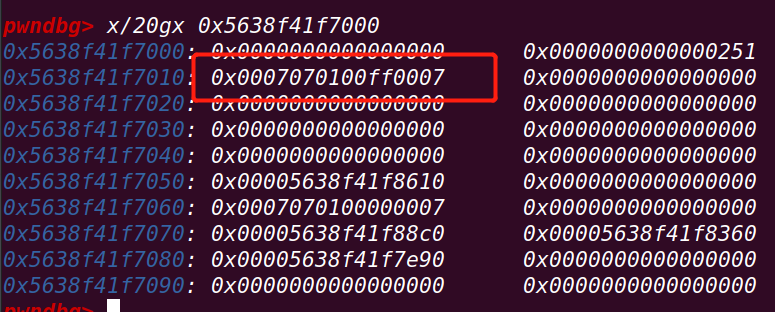 pwndbg> x/20gx 0x5638f41f7000
0x5638f41f7000: 0x0000000000000000 0x0000000000000251
0x5638f41f7010: 0x0007070100ff0007 0x0000000000000000
0x5638f41f7020: 0x0000000000000000 0x0000000000000000
0x5638f41f7030: 0x0000000000000000 0x0000000000000000
0x5638f41f7040: 0x0000000000000000 0x0000000000000000
0x5638f41f7050: 0x00005638f41f8610 0x0000000000000000
0x5638f41f7060: 0x0007070100000007 0x0000000000000000
0x5638f41f7070: 0x00005638f41f88c0 0x00005638f41f8360
0x5638f41f7080: 0x00005638f41f7e90 0x0000000000000000
0x5638f41f7090: 0x0000000000000000 0x0000000000000000
pwndbg>